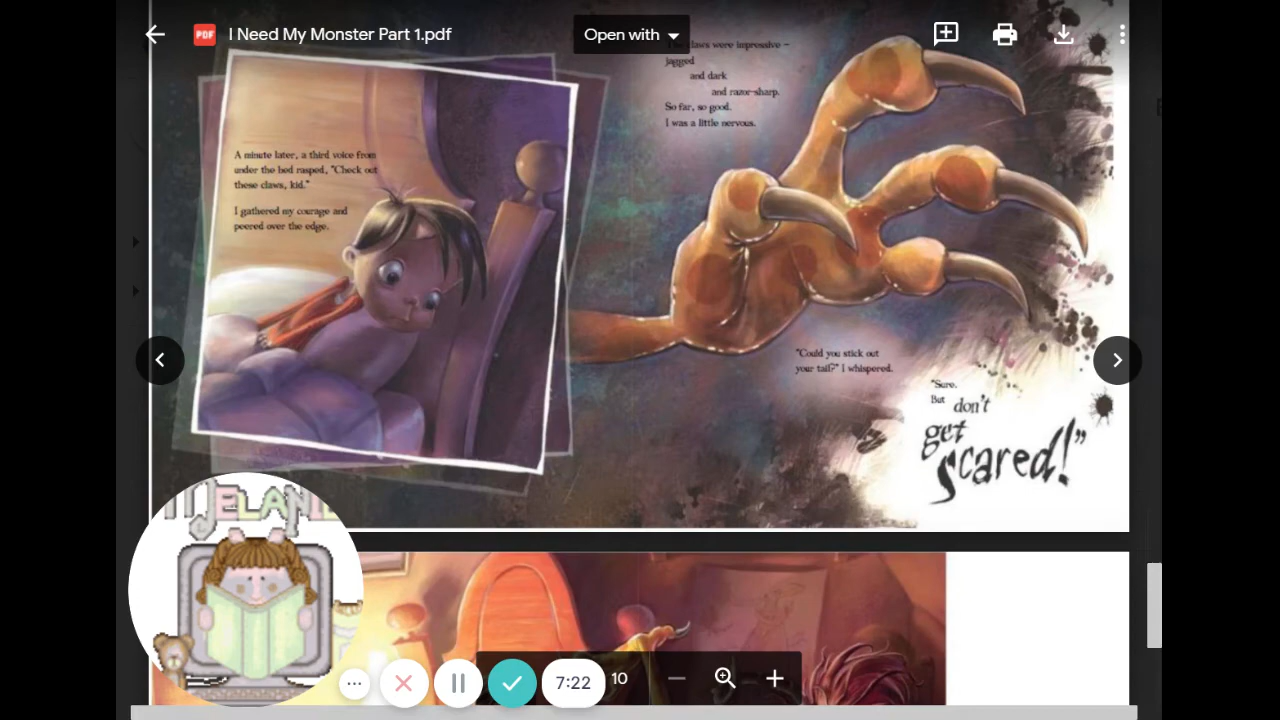 I Need My Monster Part 1.pdf
PDF
Open with
claws were impressive –
jagged
and dark
and razor-sharp.
So far, so good.
I was a little nervous.
A minute later, a third voice from
under the bed rasped, "Check out
these claws, kid."
I gathered my courage and
peered over the edge.
"Could you stick out
your tail?" I whispered.
"Sure.
But don't
get
scared!"
7:22
10